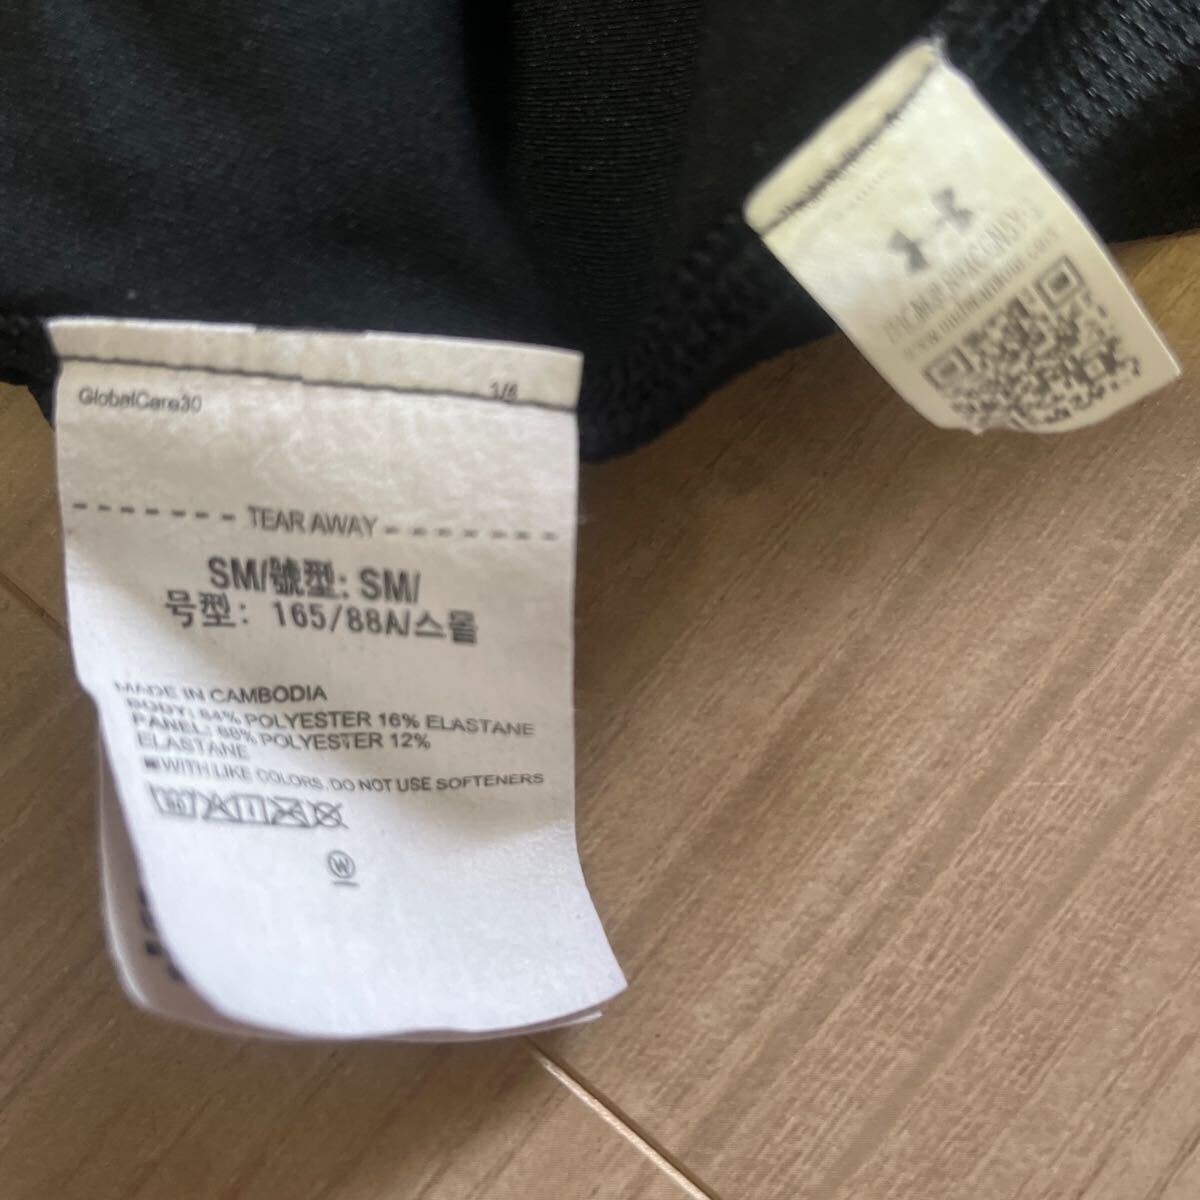 GlobalCare30
1/6
TEAR AWAY
SM/號型: SM/
号型: 165/88A/스몰
MADE IN CAMBODIA
BODY: 84% POLYESTER 16% ELASTANE
PANEL: 88% POLYESTER 12%
ELASTANE
WITH LIKE COLORS. DO NOT USE SOFTENERS
W